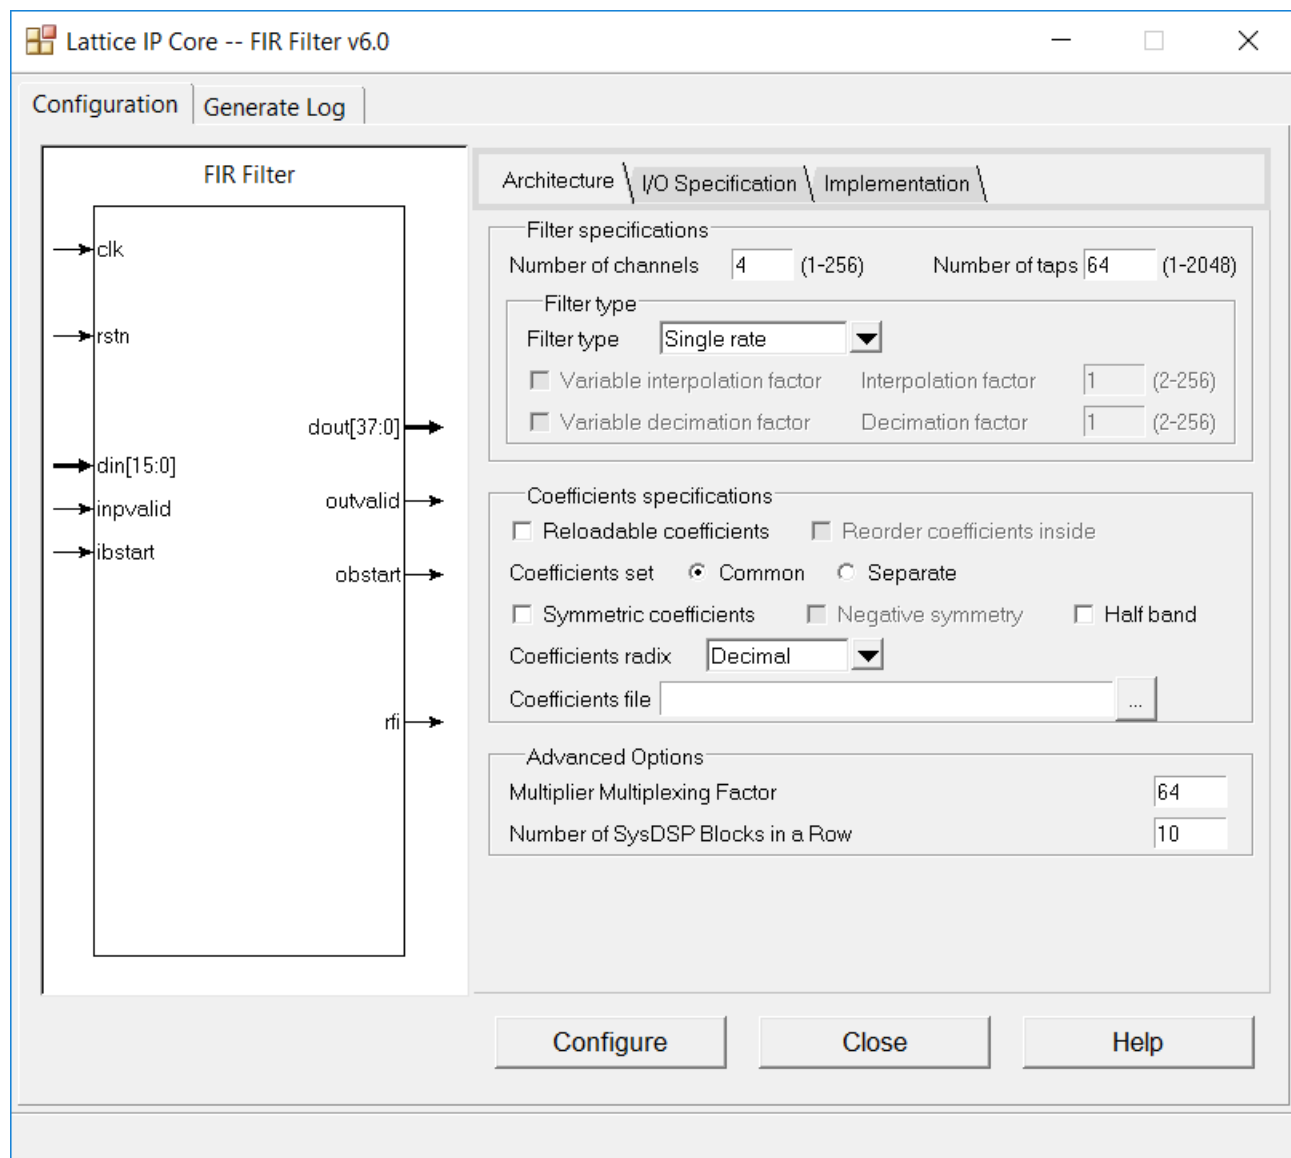 Lattice IP Core -- FIR Filter v6.0
Configuration
Generate Log
FIR Filter
clk
rstn
dout[37:0]
din[15:0]
outvalid
inpvalid
ibstart
obstart
rfi
Architecture
I/O Specification
Implementation
Filter specifications
Number of channels 4 (1-256) Number of taps 64 (1-2048)
Filter type
Filter type Single rate
Variable interpolation factor Interpolation factor 1 (2-256)
Variable decimation factor Decimation factor 1 (2-256)
Coefficients specifications
Reloadable coefficients Reorder coefficients inside
Coefficients set Common Separate
Symmetric coefficients Negative symmetry Half band
Coefficients radix Decimal
Coefficients file ...
Advanced Options
Multiplier Multiplexing Factor 64
Number of SysDSP Blocks in a Row 10
Configure Close Help